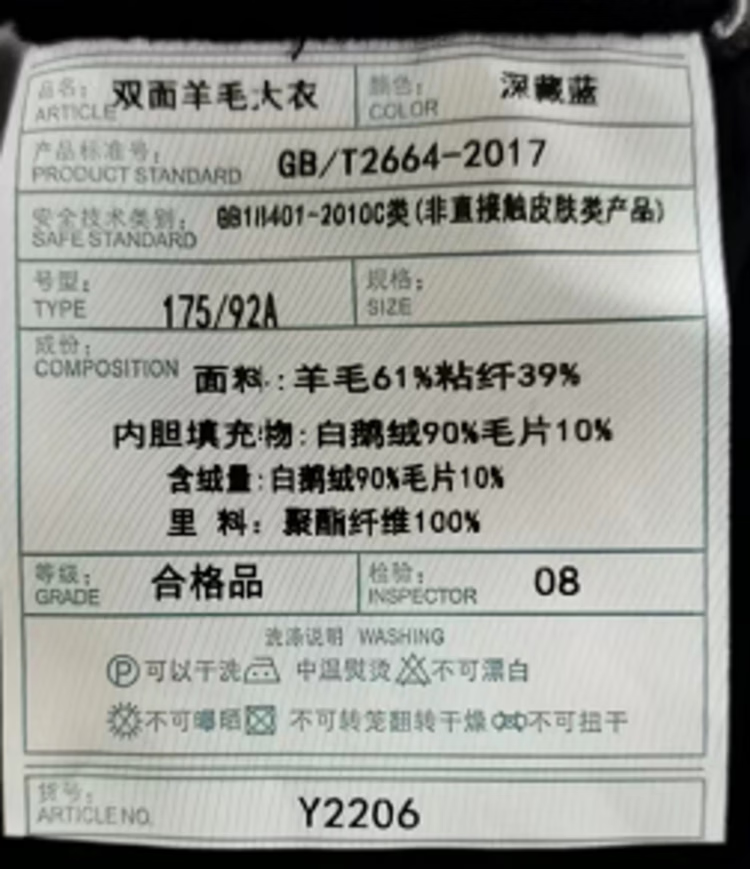 品名： 双面羊毛大衣 颜色： 深藏蓝
ARTICLE COLOR
产品标准号： GB/T2664-2017
PRODUCT STANDARD
安全技术类别： GB18401-2010C类(非直接触皮肤类产品)
SAFE STANDARD
号型： 规格：
TYPE 175/92A SIZE
成份：
COMPOSITION 面料：羊毛61%粘纤39%
内胆填充物：白鹅绒90%毛片10%
含绒量：白鹅绒90%毛片10%
里 料：聚酯纤维100%
等级： 合格品 检验： 08
GRADE INSPECTOR
洗涤说明 WASHING
P 可以干洗 中温熨烫 不可漂白
不可曝晒 不可转笼翻转干燥 不可扭干
货号： Y2206
ARTICLE NO.